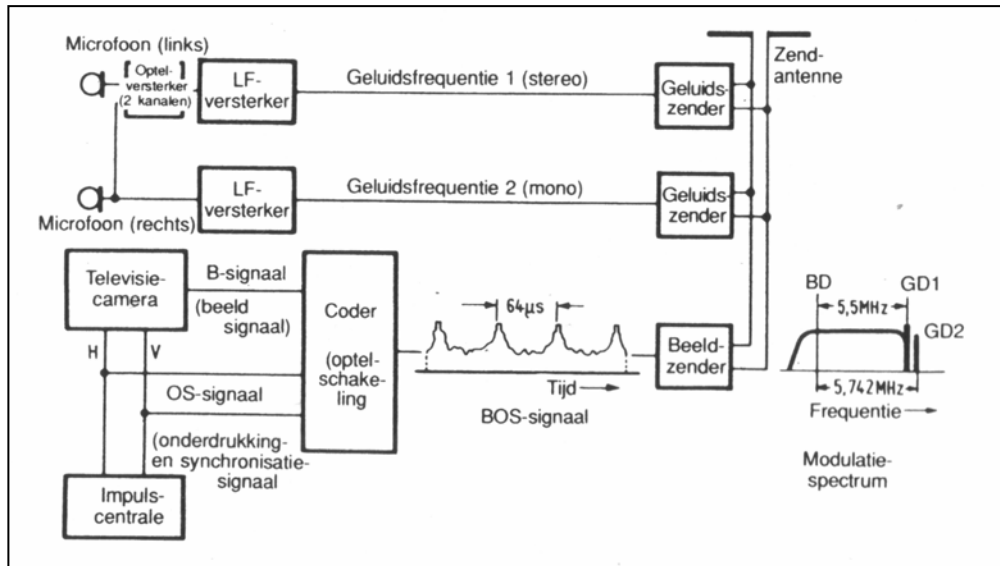 Microfoon (links)
Optel-
versterker
(2 kanalen)
LF-
versterker
Geluidsfrequentie 1 (stereo)
Geluids-
zender
Zend-
antenne
LF-
versterker
Geluidsfrequentie 2 (mono)
Geluids-
zender
Microfoon (rechts)
Televisie-
camera
B-signaal
(beeld
signaal)
H
V
OS-signaal
(onderdrukking-
en synchronisatie-
signaal
Impuls-
centrale
Coder
(optel-
schake-
ling)
64µs
Tijd
BOS-signaal
Beeld-
zender
BD
GD1
5,5MHz
GD2
5,742MHz
Frequentie
Modulatie-
spectrum